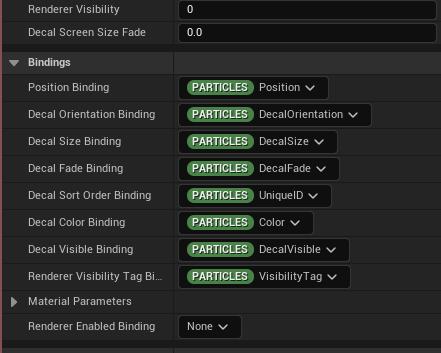 Renderer Visibility 0
Decal Screen Size Fade 0.0
Bindings
Position Binding PARTICLES Position
Decal Orientation Binding PARTICLES DecalOrientation
Decal Size Binding PARTICLES DecalSize
Decal Fade Binding PARTICLES DecalFade
Decal Sort Order Binding PARTICLES UniqueID
Decal Color Binding PARTICLES Color
Decal Visible Binding PARTICLES DecalVisible
Renderer Visibility Tag Bi... PARTICLES VisibilityTag
Material Parameters
Renderer Enabled Binding None